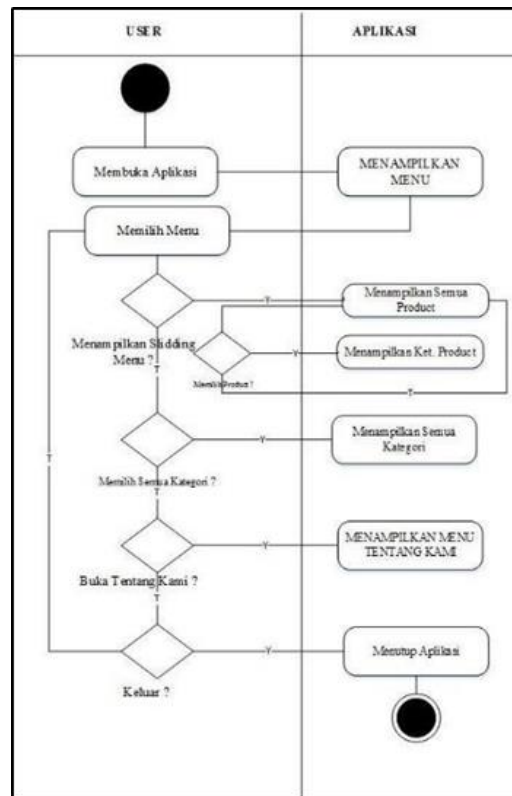 USER
APLIKASI
Membuka Aplikasi
MENAMPILKAN
MENU
Memilih Menu
Y
Menampilkan Semua
Product
Menampilkan Slidding
Menu ?
Y
Menampilkan Ket. Product
Memilih Product ?
T
T
T
Y
Menampilkan Semua
Kategori
Memilih Semua Kategori ?
T
Y
MENAMPILKAN MENU
TENTANG KAMI
Buka Tentang Kami ?
T
Y
Menutup Aplikasi
Keluar ?